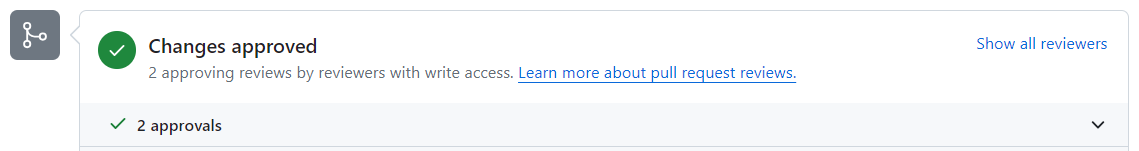 Changes approved
Show all reviewers
2 approving reviews by reviewers with write access. Learn more about pull request reviews.
2 approvals